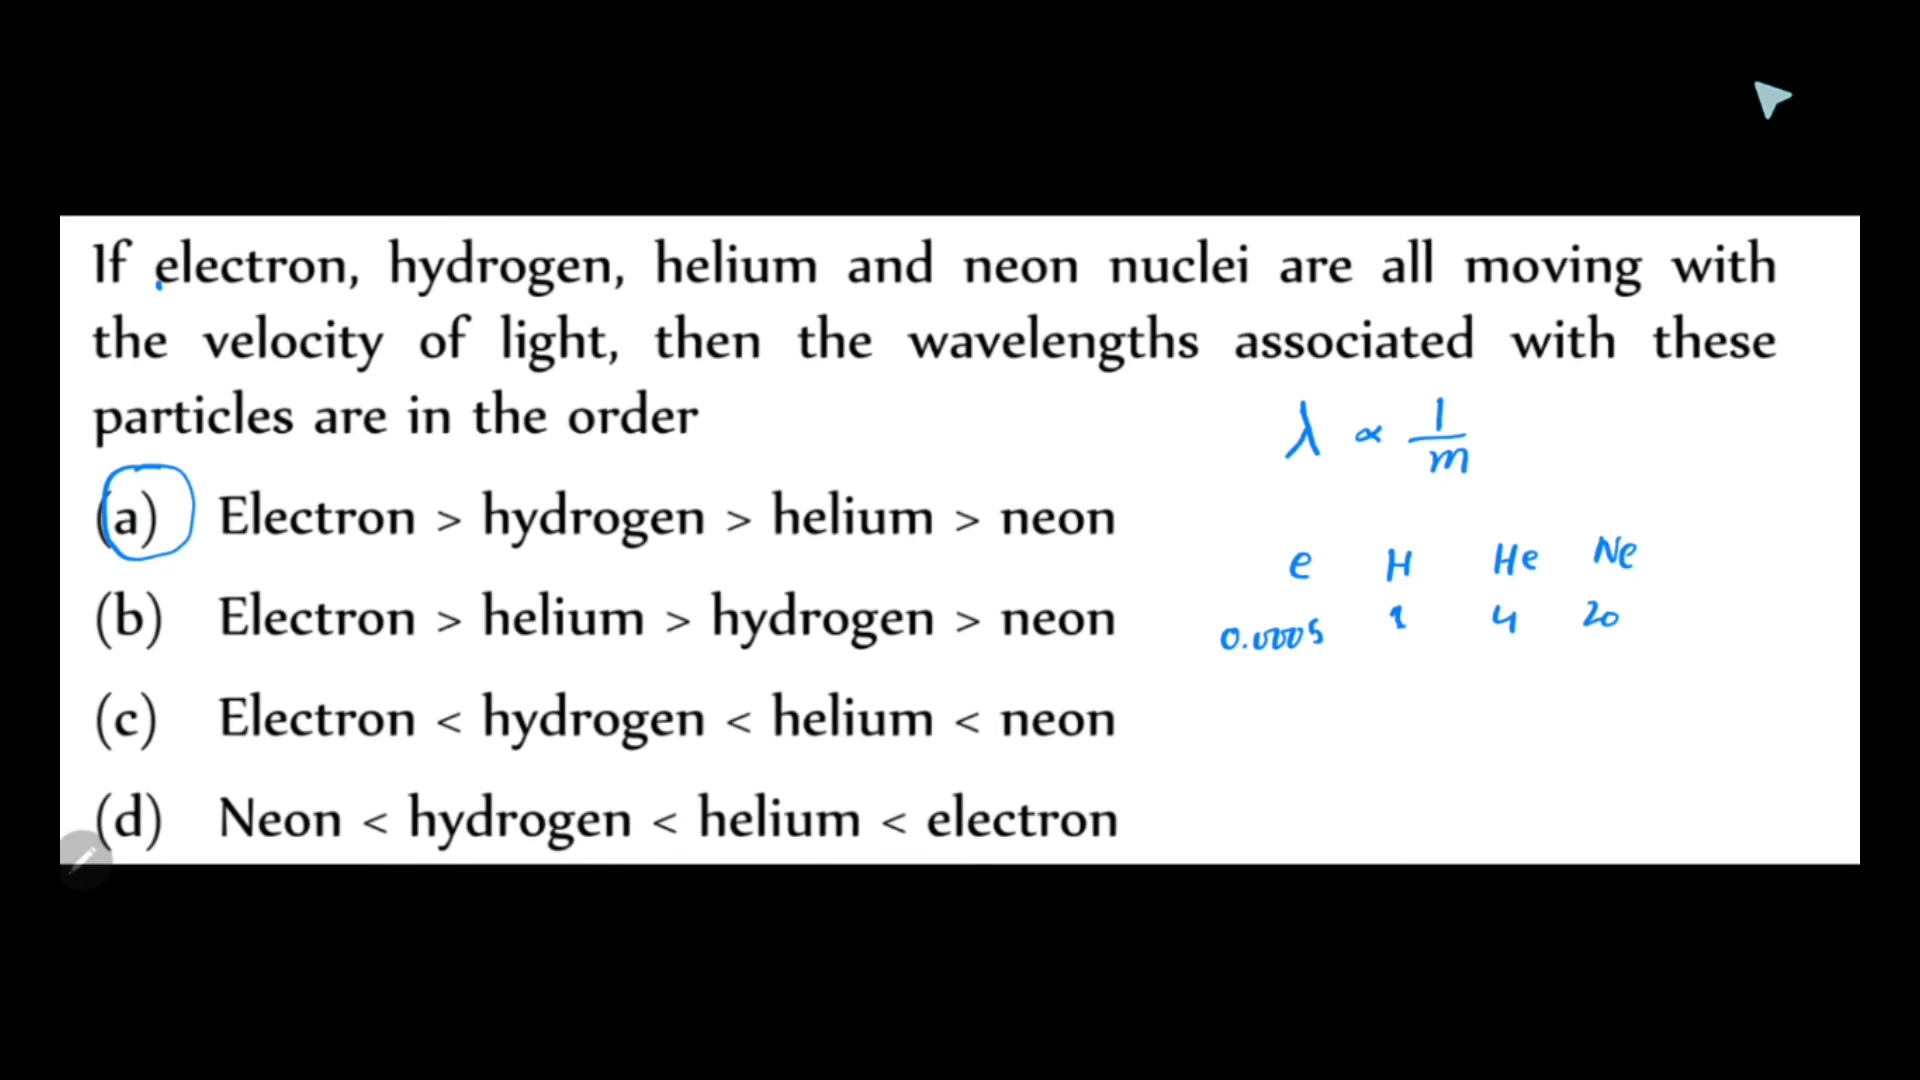 If electron, hydrogen, helium and neon nuclei are all moving with
the velocity of light, then the wavelengths associated with these
particles are in the order
λ ∝ 1/m
(a) Electron > hydrogen > helium > neon
e H He Ne
(b) Electron > helium > hydrogen > neon
0.0005 1 4 20
(c) Electron < hydrogen < helium < neon
(d) Neon < hydrogen < helium < electron